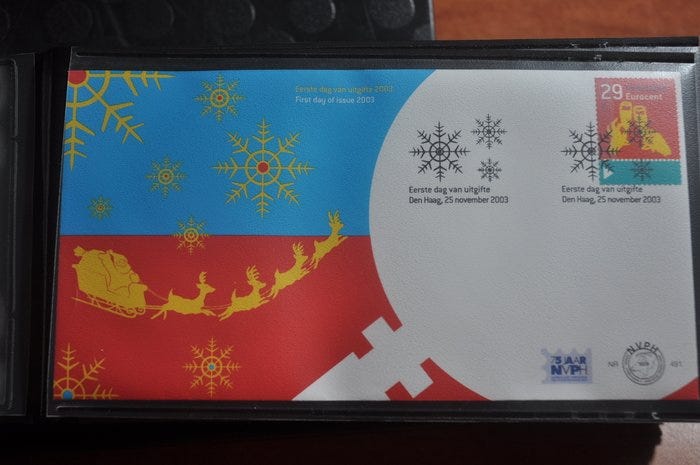 Eerste dag van uitgifte 2003
First day of issue 2003
29 Eurocent
Eerste dag van uitgifte
Den Haag, 25 november 2003
Eerste dag van uitgifte
Den Haag, 25 november 2003
75 JAAR
NVPH
NR
NVPH
491